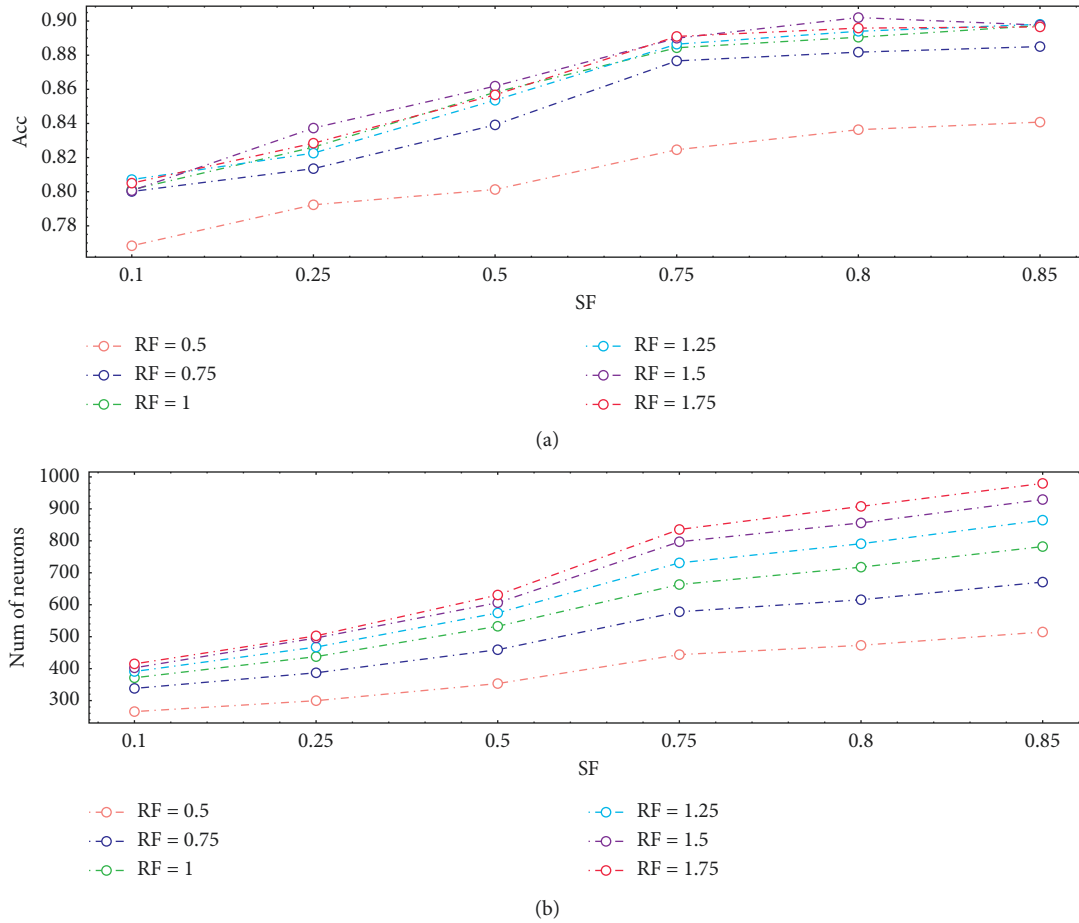 0.90
0.88
0.86
0.84
0.82
0.80
0.78
Acc
0.1 0.25 0.5 0.75 0.8 0.85
SF
RF = 0.5
RF = 0.75
RF = 1
RF = 1.25
RF = 1.5
RF = 1.75
(a)
1000
900
800
700
600
500
400
300
Num of neurons
0.1 0.25 0.5 0.75 0.8 0.85
SF
RF = 0.5
RF = 0.75
RF = 1
RF = 1.25
RF = 1.5
RF = 1.75
(b)